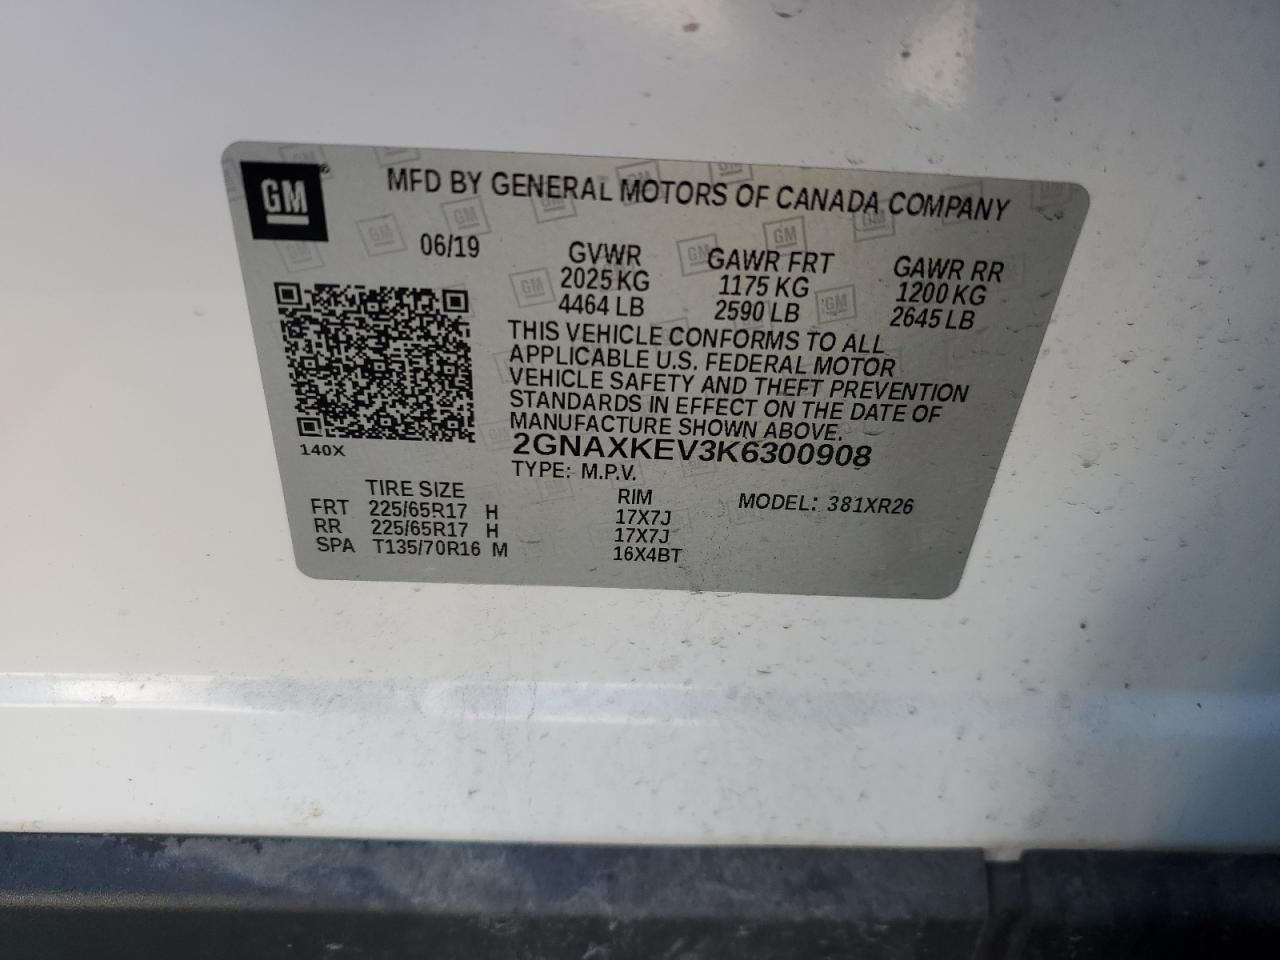 GM ®
MFD BY GENERAL MOTORS OF CANADA COMPANY
06/19
GVWR GAWR FRT GAWR RR
2025 KG 1175 KG 1200 KG
4464 LB 2590 LB 2645 LB
THIS VEHICLE CONFORMS TO ALL
APPLICABLE U.S. FEDERAL MOTOR
VEHICLE SAFETY AND THEFT PREVENTION
STANDARDS IN EFFECT ON THE DATE OF
MANUFACTURE SHOWN ABOVE.
140X
2GNAXKEV3K6300908
TYPE: M.P.V.
TIRE SIZE RIM MODEL: 381XR26
FRT 225/65R17 H 17X7J
RR 225/65R17 H 17X7J
SPA T135/70R16 M 16X4BT